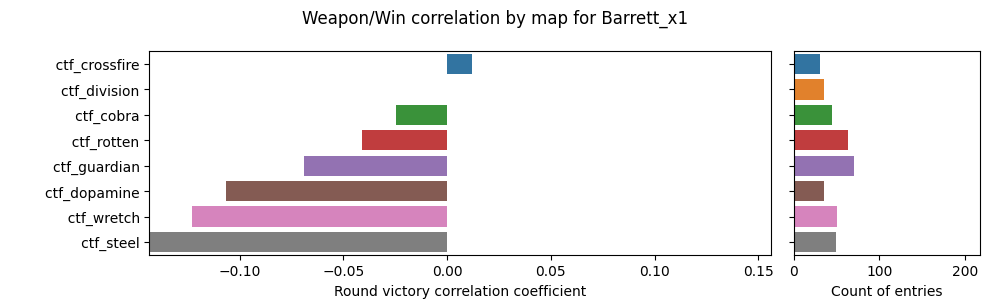 Weapon/Win correlation by map for Barrett_x1
ctf_crossfire
ctf_division
ctf_cobra
ctf_rotten
ctf_guardian
ctf_dopamine
ctf_wretch
ctf_steel
−0.10 −0.05 0.00 0.05 0.10 0.15
Round victory correlation coefficient
0 100 200
Count of entries